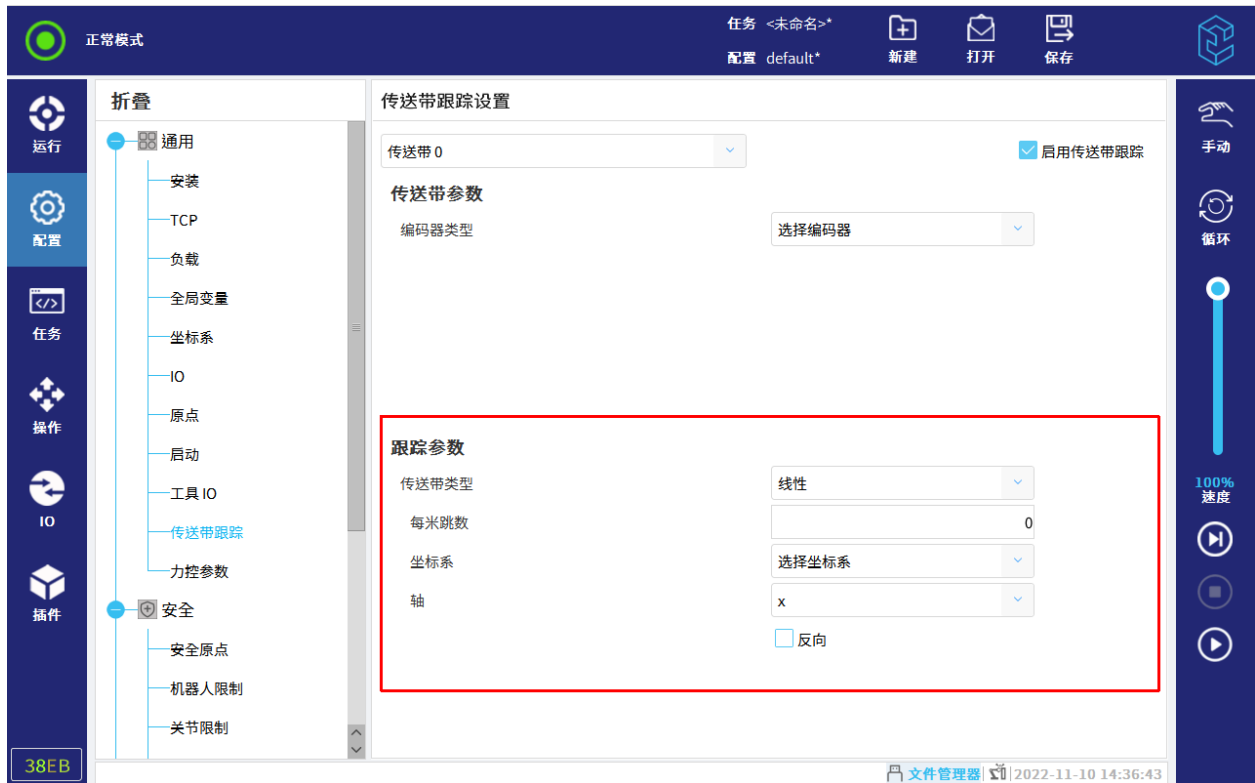 正常模式
任务 <未命名>*
配置 default*
新建
打开
保存
运行
配置
任务
操作
IO
插件
38EB
折叠
通用
安装
TCP
负载
全局变量
坐标系
IO
原点
启动
工具 IO
传送带跟踪
力控参数
安全
安全原点
机器人限制
关节限制
传送带跟踪设置
传送带 0
启用传送带跟踪
传送带参数
编码器类型 选择编码器
跟踪参数
传送带类型 线性
每米跳数 0
坐标系 选择坐标系
轴 x
反向
手动
循环
100%
速度
文件管理器 2022-11-10 14:36:43